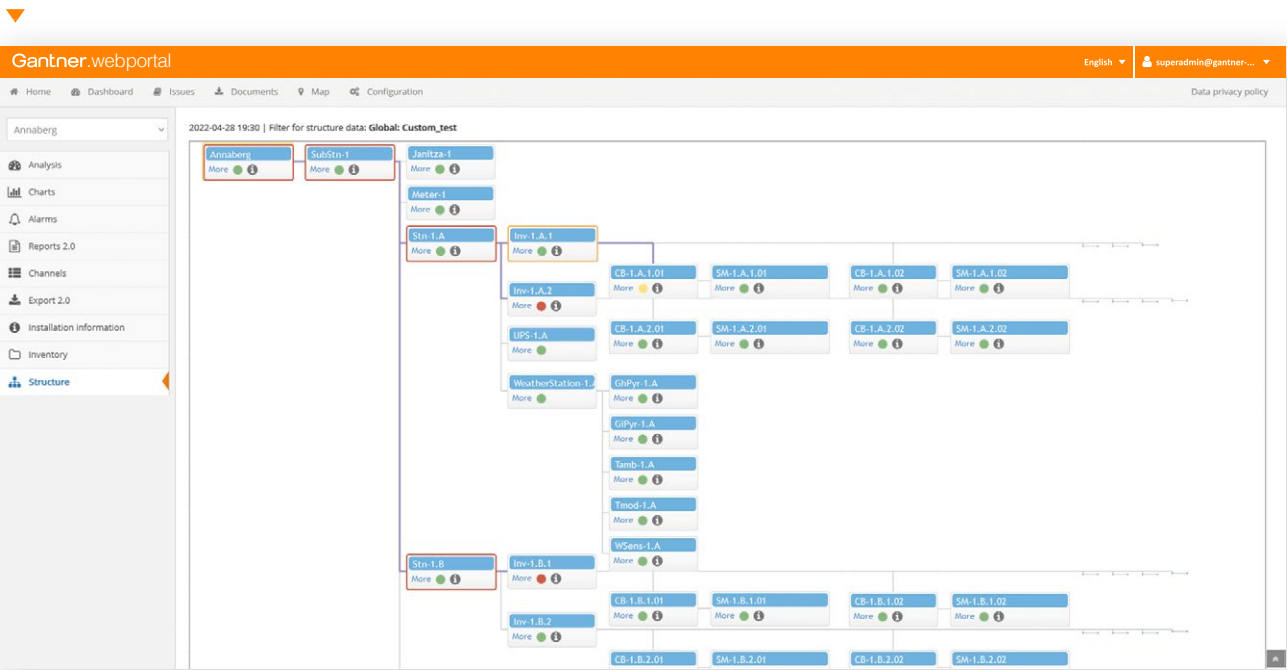 Gantner.webportal
English
superadmin@gantner-...
Home Dashboard Issues Documents Map Configuration
Data privacy policy
Annaberg
Analysis
Charts
Alarms
Reports 2.0
Channels
Export 2.0
Installation information
Inventory
Structure
2022-04-28 19:30 | Filter for structure data: Global: Custom_test
Annaberg SubStn-1 Janitza-1
More More More
Meter-1
More
Stn-1.A Inv-1.A.1
More More
CB-1.A.1.01 SM-1.A.1.01 CB-1.A.1.02 SM-1.A.1.02
More More More More
Inv-1.A.2
More
CB-1.A.2.01 SM-1.A.2.01 CB-1.A.2.02 SM-1.A.2.02
More More More More
UPS-1.A
More
WeatherStation-1.A GhPyr-1.A
More More
GiPyr-1.A
More
Tamb-1.A
More
Tmod-1.A
More
WSens-1.A
More
Stn-1.B Inv-1.B.1
More More
CB-1.B.1.01 SM-1.B.1.01 CB-1.B.1.02 SM-1.B.1.02
More More More More
Inv-1.B.2
More
CB-1.B.2.01 SM-1.B.2.01 CB-1.B.2.02 SM-1.B.2.02